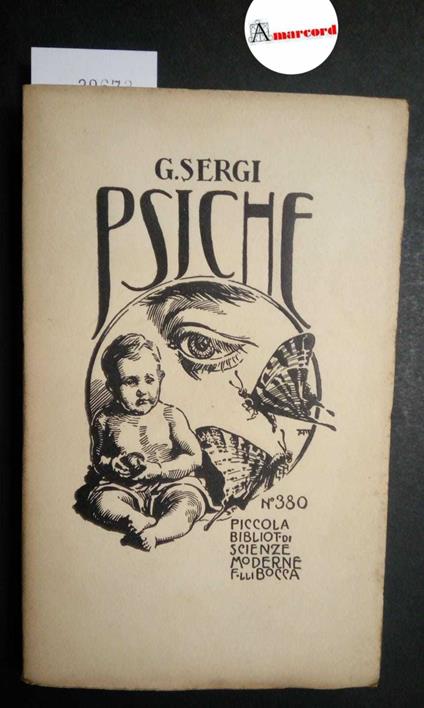 Amarcord
G. SERGI
PSICHE
N° 380
PICCOLA
BIBLIOT. DI
SCIENZE
MODERNE
F.LLI BOCCA